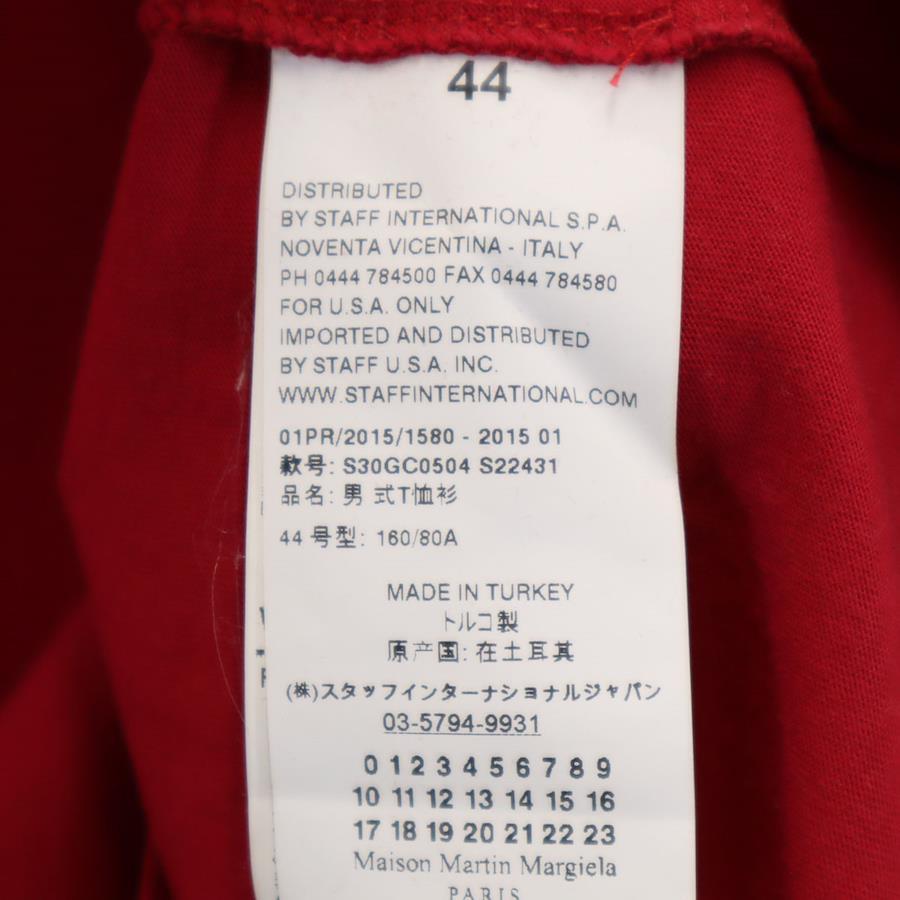 44
DISTRIBUTED
BY STAFF INTERNATIONAL S.P.A.
NOVENTA VICENTINA - ITALY
PH 0444 784500 FAX 0444 784580
FOR U.S.A. ONLY
IMPORTED AND DISTRIBUTED
BY STAFF U.S.A. INC.
WWW.STAFFINTERNATIONAL.COM
01PR/2015/1580 - 2015 01
款号: S30GC0504 S22431
品名: 男 式T恤衫
44 号型: 160/80A
MADE IN TURKEY
トルコ製
原产国: 在土耳其
(株)スタッフインターナショナルジャパン
03-5794-9931
0 1 2 3 4 5 6 7 8 9
10 11 12 13 14 15 16
17 18 19 20 21 22 23
Maison Martin Margiela
PARIS